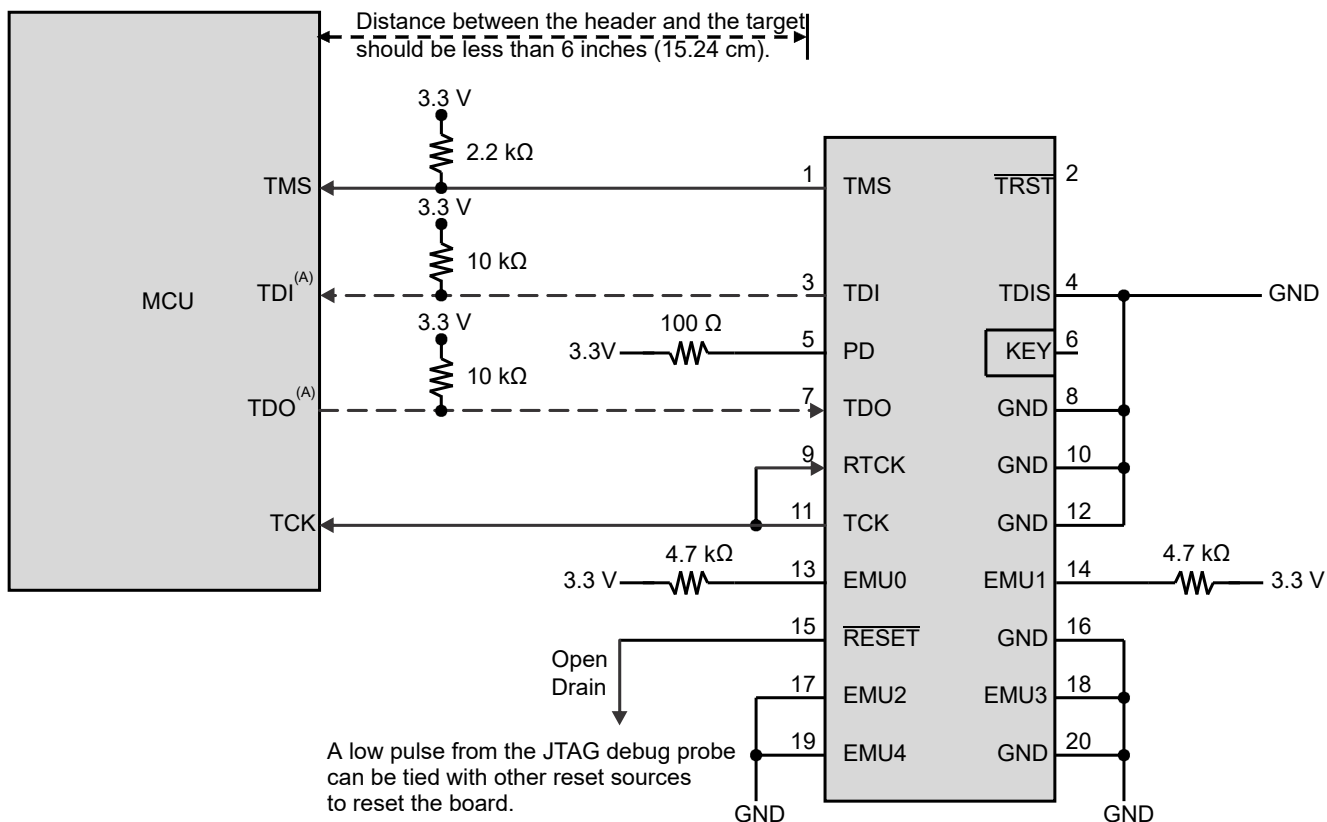 Distance between the header and the target
should be less than 6 inches (15.24 cm).
3.3 V
2.2 kΩ
TMS
1
TMS
TRST
2
3.3 V
10 kΩ
MCU
TDI(A)
3
TDI
TDIS
4
GND
3.3 V
100 Ω
3.3V
5
PD
KEY
6
10 kΩ
TDO(A)
7
TDO
GND
8
9
RTCK
GND
10
TCK
11
TCK
GND
12
4.7 kΩ
3.3 V
13
EMU0
EMU1
14
4.7 kΩ
3.3 V
15
RESET
GND
16
Open
Drain
17
EMU2
EMU3
18
A low pulse from the JTAG debug probe
can be tied with other reset sources
to reset the board.
19
EMU4
GND
20
GND
GND